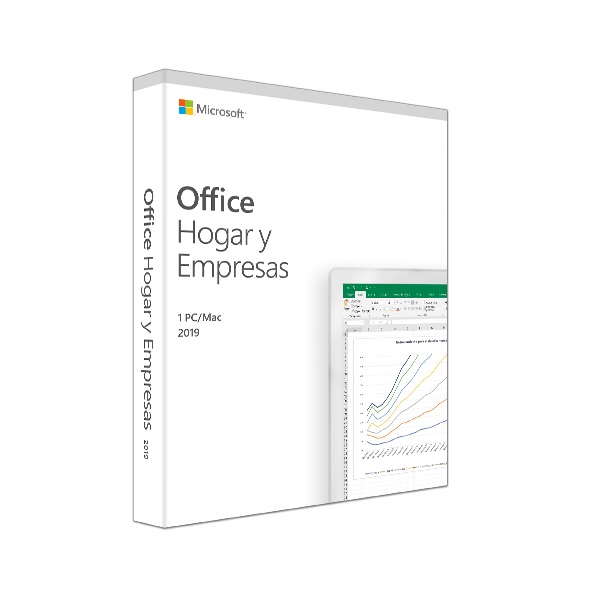 Microsoft
Office
Hogar y
Empresas
1 PC/Mac
2019
Office Hogar y Empresas 2019